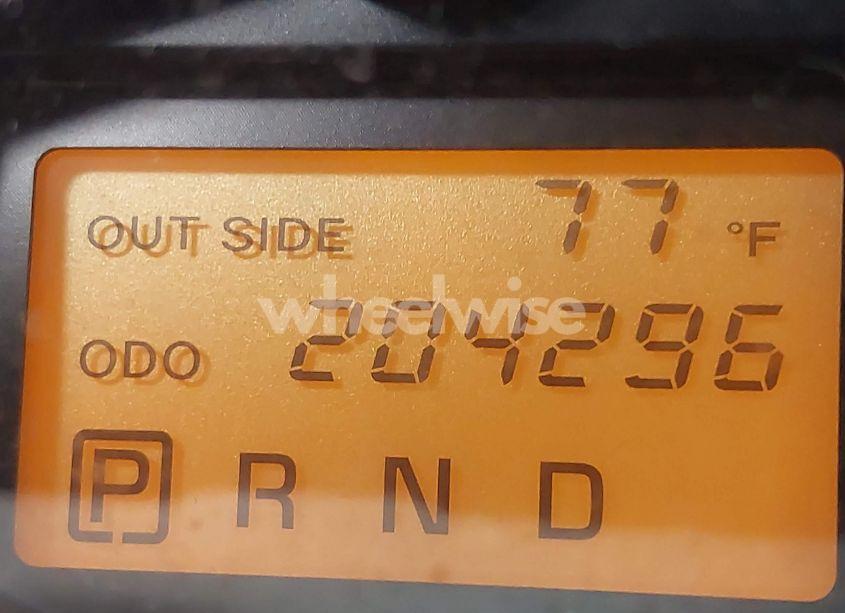 OUT SIDE 77 °F
wheelwise
ODO 204296
P R N D